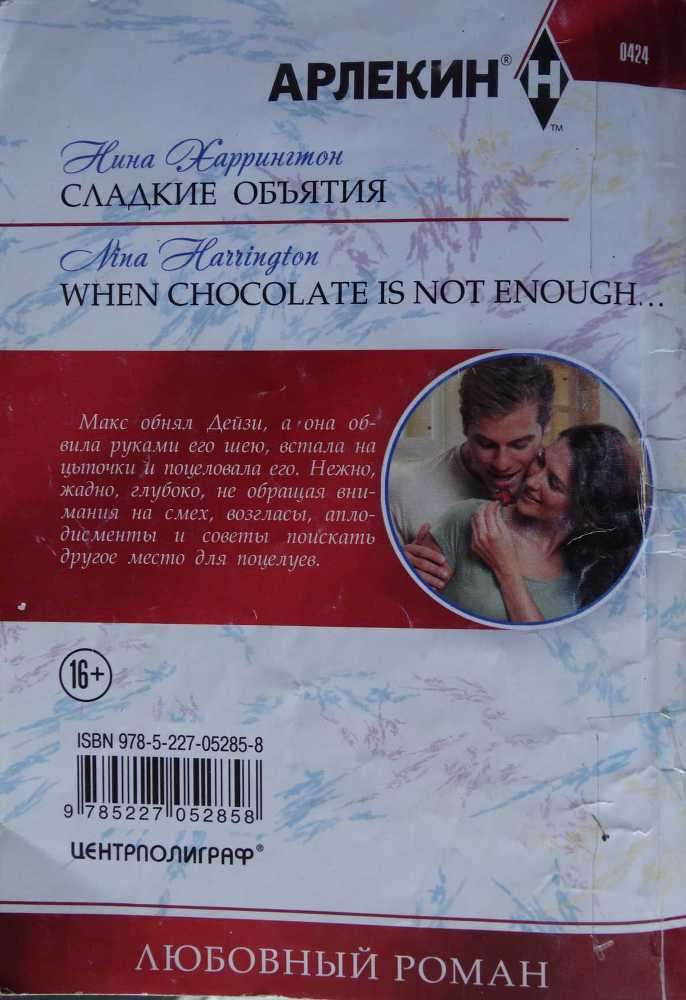 0424
АРЛЕКИН® H
™
Нина Харрингтон
СЛАДКИЕ ОБЪЯТИЯ
Nina Harrington
WHEN CHOCOLATE IS NOT ENOUGH...
Макс обнял Дейзи, а она об-
вила руками его шею, встала на
цыпочки и поцеловала его. Нежно,
жадно, глубоко, не обращая вни-
мания на смех, возгласы, апло-
дисменты и советы поискать
другое место для поцелуев.
16+
ISBN 978-5-227-05285-8
9 785227 052858
ЦЕНТРПОЛИГРАФ®
ЛЮБОВНЫЙ РОМАН